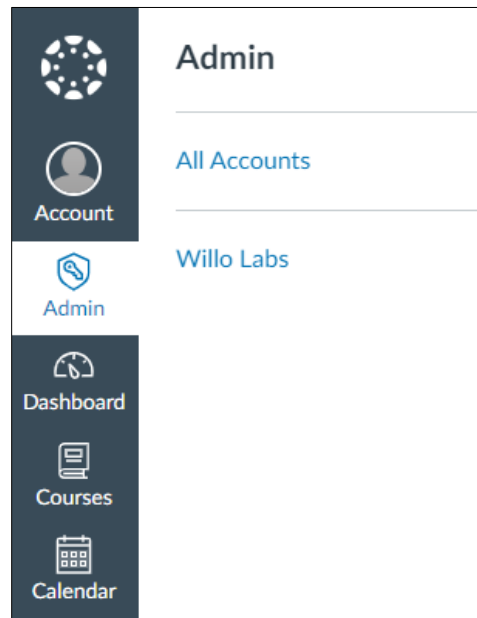 Admin
All Accounts
Willo Labs
Account
Admin
Dashboard
Courses
Calendar